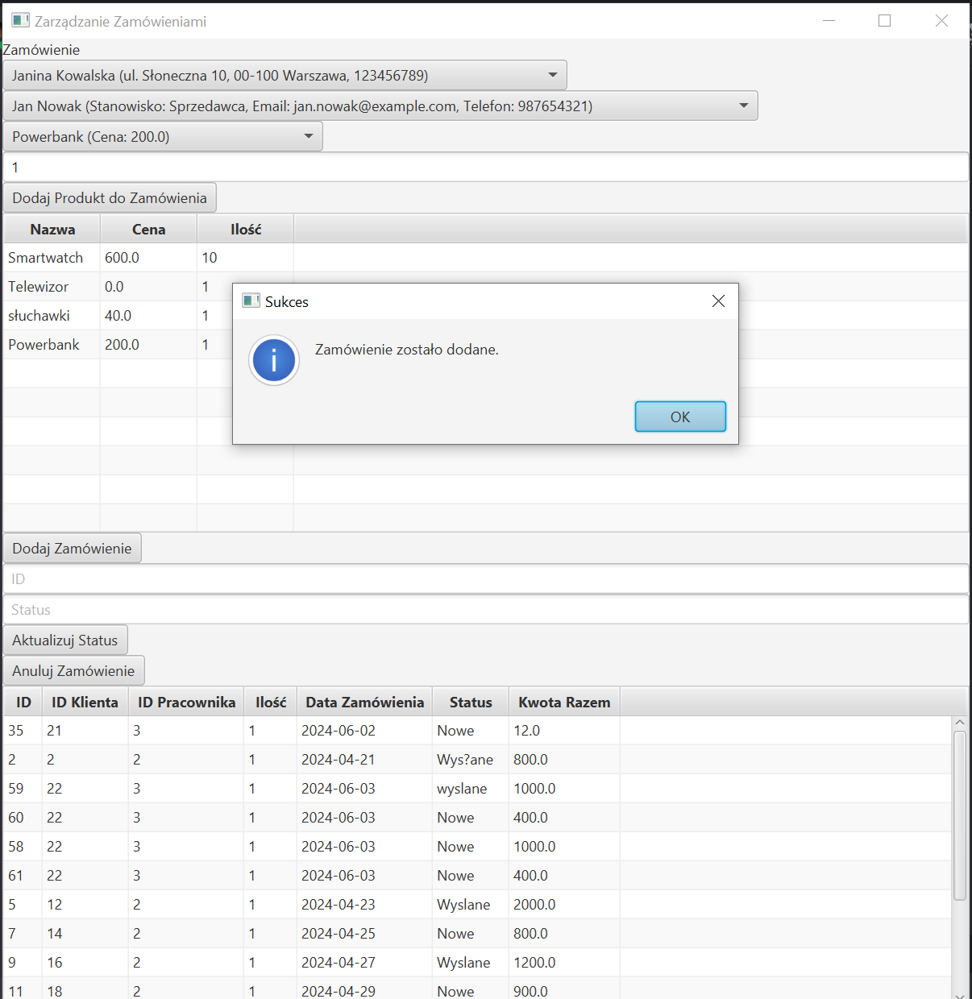 Zarządzanie Zamówieniami
Zamówienie
Janina Kowalska (ul. Słoneczna 10, 00-100 Warszawa, 123456789)
Jan Nowak (Stanowisko: Sprzedawca, Email: jan.nowak@example.com, Telefon: 987654321)
Powerbank (Cena: 200.0)
1
Dodaj Produkt do Zamówienia
Nazwa Cena Ilość
Smartwatch 600.0 10
Telewizor 0.0 1
słuchawki 40.0 1
Powerbank 200.0 1
Sukces
Zamówienie zostało dodane.
OK
Dodaj Zamówienie
ID
Status
Aktualizuj Status
Anuluj Zamówienie
ID ID Klienta ID Pracownika Ilość Data Zamówienia Status Kwota Razem
35 21 3 1 2024-06-02 Nowe 12.0
2 2 2 1 2024-04-21 Wys?ane 800.0
59 22 3 1 2024-06-03 wyslane 1000.0
60 22 3 1 2024-06-03 Nowe 400.0
58 22 3 1 2024-06-03 Nowe 1000.0
61 22 3 1 2024-06-03 Nowe 400.0
5 12 2 1 2024-04-23 Wyslane 2000.0
7 14 2 1 2024-04-25 Nowe 800.0
9 16 2 1 2024-04-27 Wyslane 1200.0
11 18 2 1 2024-04-29 Nowe 900.0